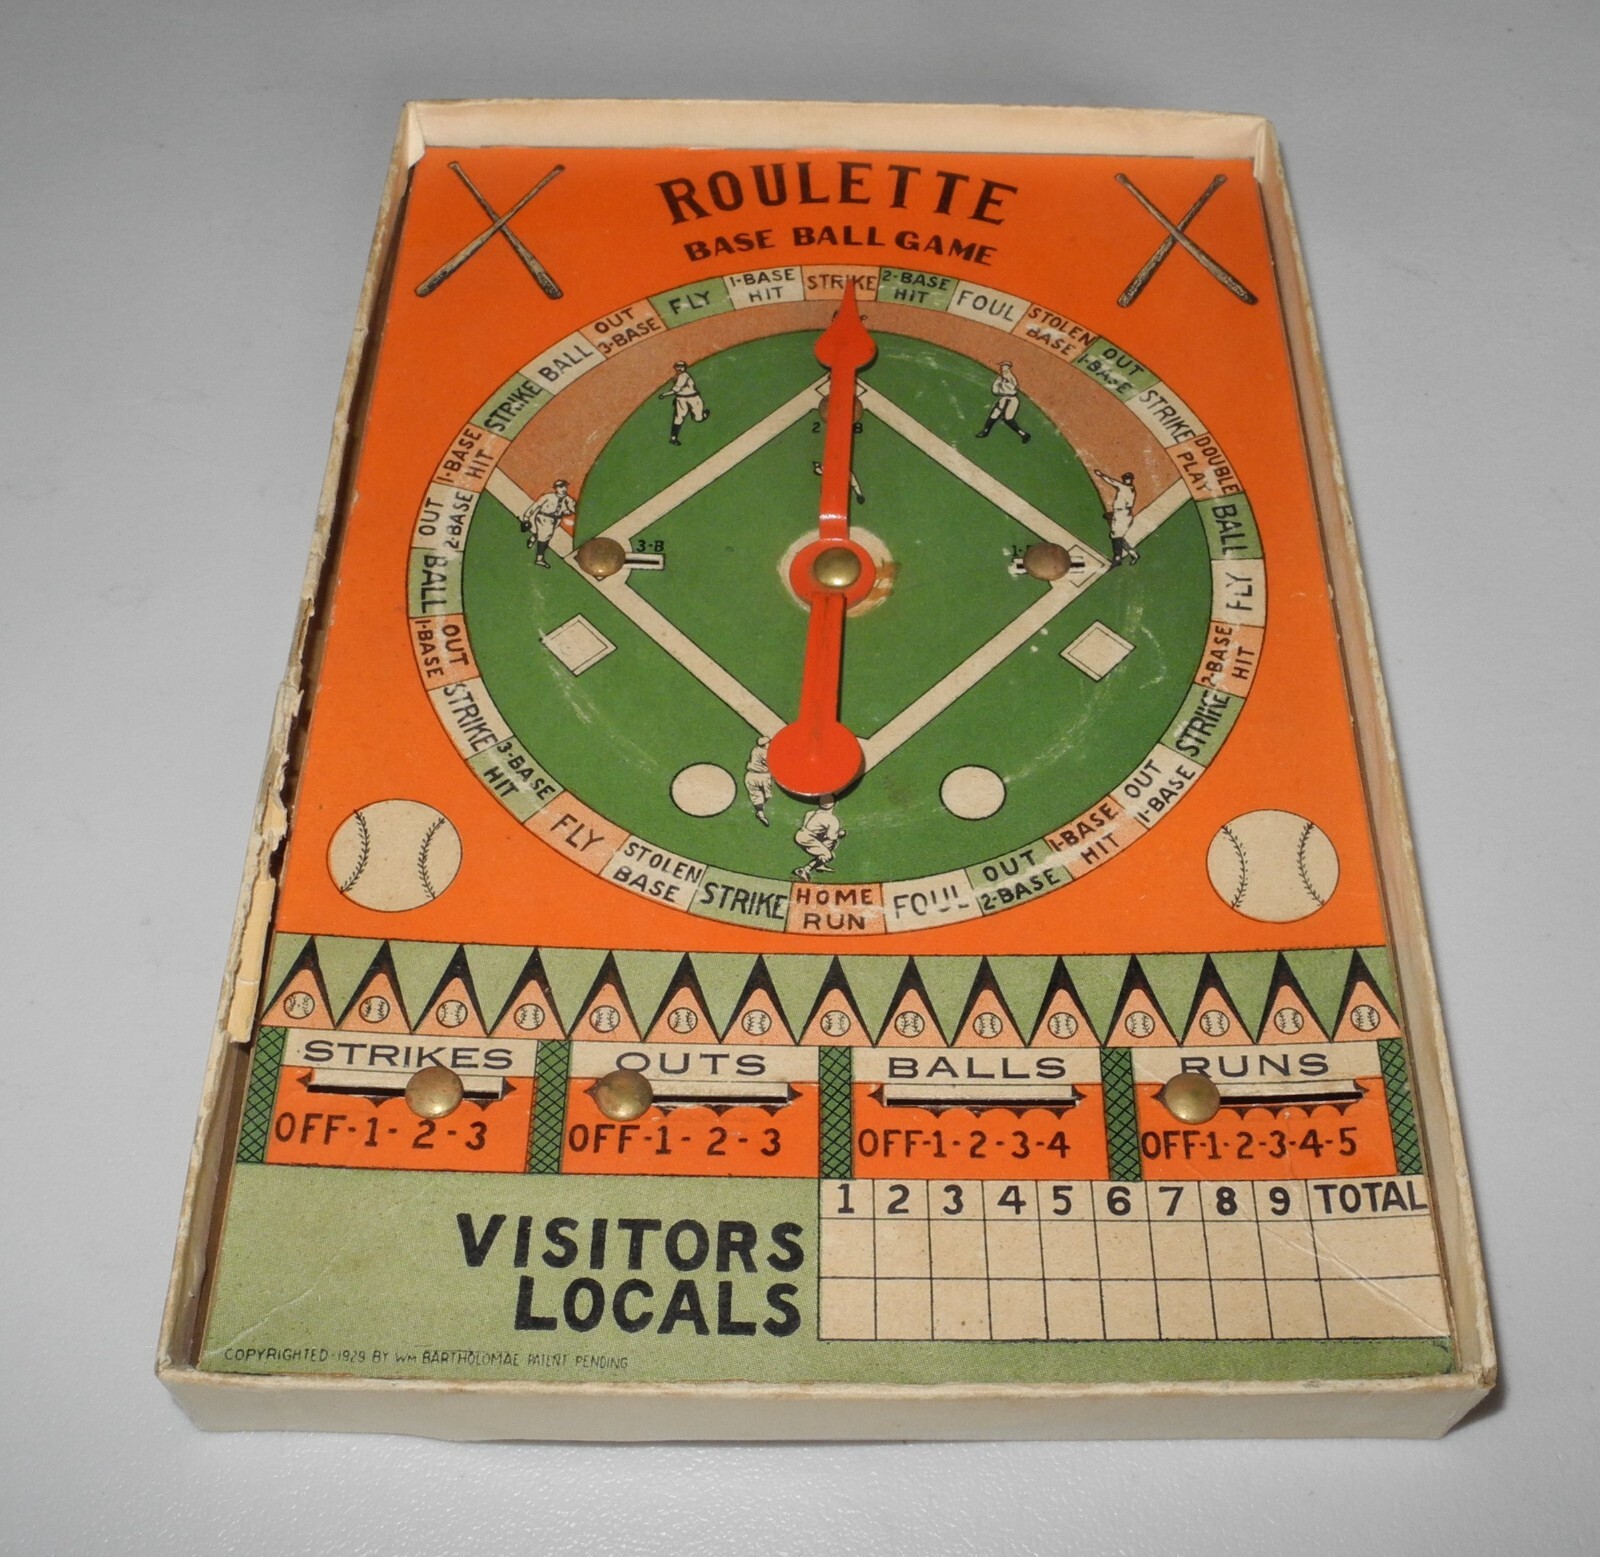 ROULETTE
BASE BALL GAME
STRIKE
2-BASE
HIT
FOUL
STOLEN
BASE
OUT
1-BASE
STRIKE
DOUBLE
PLAY
BALL
FLY
2-BASE
HIT
STRIKE
OUT
1-BASE
1-BASE
HIT
OUT
2-BASE
FOUL
HOME
RUN
STRIKE
STOLEN
BASE
FLY
3-BASE
HIT
STRIKE
OUT
1-BASE
BALL
OUT
2-BASE
1-BASE
HIT
STRIKE
BALL
OUT
3-BASE
FLY
1-BASE
HIT
3-B
STRIKES
OFF-1-2-3
OUTS
OFF-1-2-3
BALLS
OFF-1-2-3-4
RUNS
OFF-1-2-3-4-5
1 2 3 4 5 6 7 8 9 TOTAL
VISITORS
LOCALS
COPYRIGHTED-1929 BY WM BARTHOLOMAE PATENT PENDING